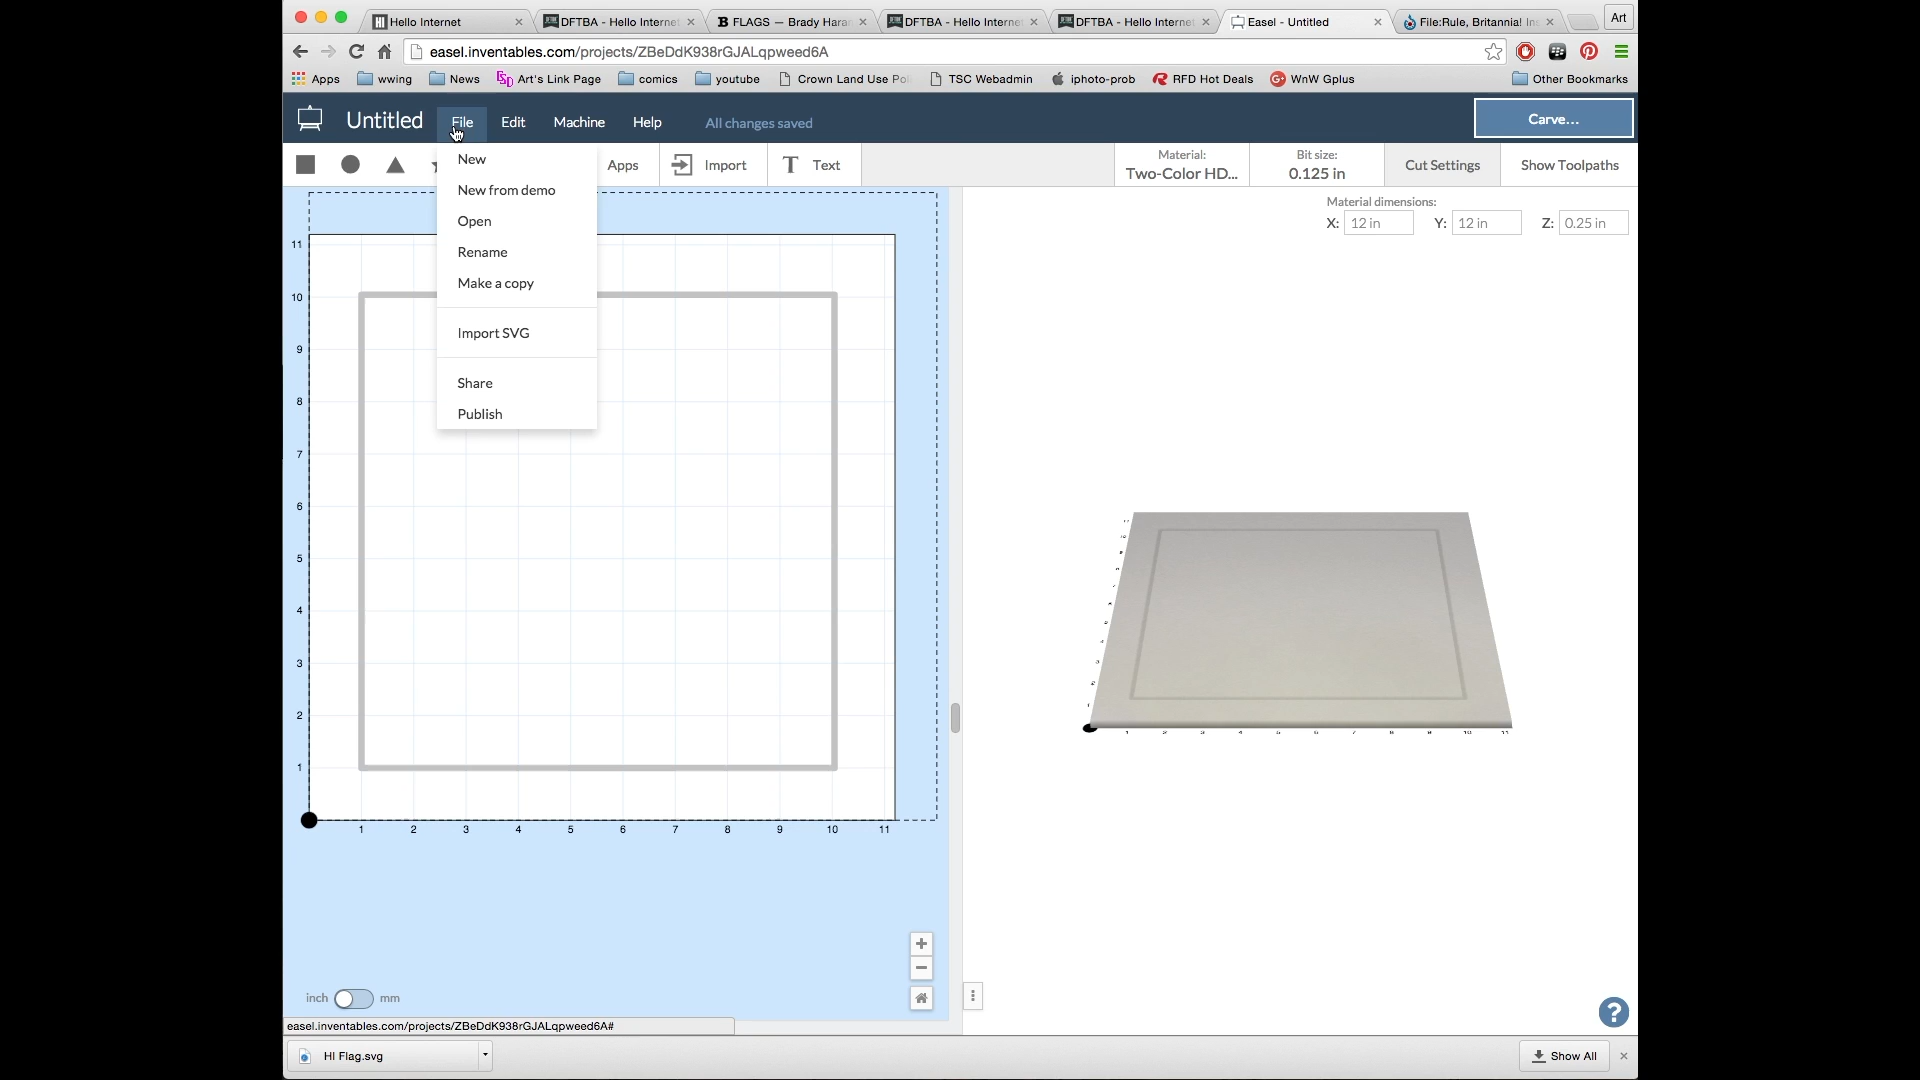 Hello Internet
DFTBA - Hello Internet
FLAGS — Brady Haran
DFTBA - Hello Internet
DFTBA - Hello Internet
Easel - Untitled
File:Rule, Britannia! Ins
Art
easel.inventables.com/projects/ZBeDdK938rGJALqpweed6A
Apps
wwing
News
Art's Link Page
comics
youtube
Crown Land Use Poli
TSC Webadmin
iphoto-prob
RFD Hot Deals
WnW Gplus
Other Bookmarks
Untitled
File
Edit
Machine
Help
All changes saved
Carve...
Apps
Import
Text
Material:
Two-Color HD...
Bit size:
0.125 in
Cut Settings
Show Toolpaths
New
New from demo
Open
Rename
Make a copy
Import SVG
Share
Publish
Material dimensions:
X: 12 in
Y: 12 in
Z: 0.25 in
11
10
9
8
7
6
5
4
3
2
1
1 2 3 4 5 6 7 8 9 10 11
inch
mm
easel.inventables.com/projects/ZBeDdK938rGJALqpweed6A#
HI Flag.svg
Show All